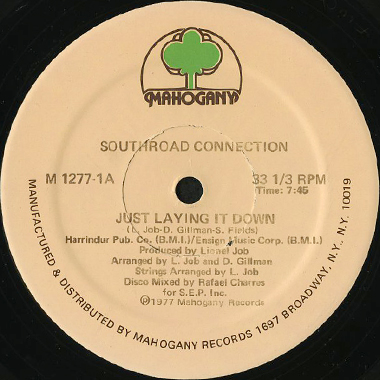 MAHOGANY
SOUTHROAD CONNECTION
M 1277-1A
33 1/3 RPM
Time: 7:45
JUST LAYING IT DOWN
(L. Job-D. Gillman-S. Fields)
Harrindur Pub. Co. (B.M.I.)/Ensign Music Corp. (B.M.I.)
Produced by Lionel Job
Arranged by L. Job and D. Gillman
Strings Arranged by L. Job
Disco Mixed by Rafael Charres
for S.E.P. Inc.
℗1977 Mahogany Records
MANUFACTURED & DISTRIBUTED BY MAHOGANY RECORDS 1697 BROADWAY, N.Y., N.Y. 10019